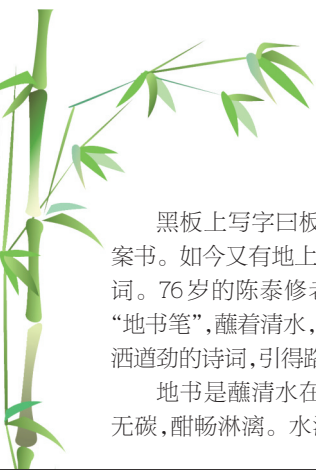 黑板上写字曰板
案书。如今又有地上
词。76岁的陈泰修老
“地书笔”,蘸着清水,
洒遒劲的诗词,引得路
地书是蘸清水在
无碳,酣畅淋漓。水